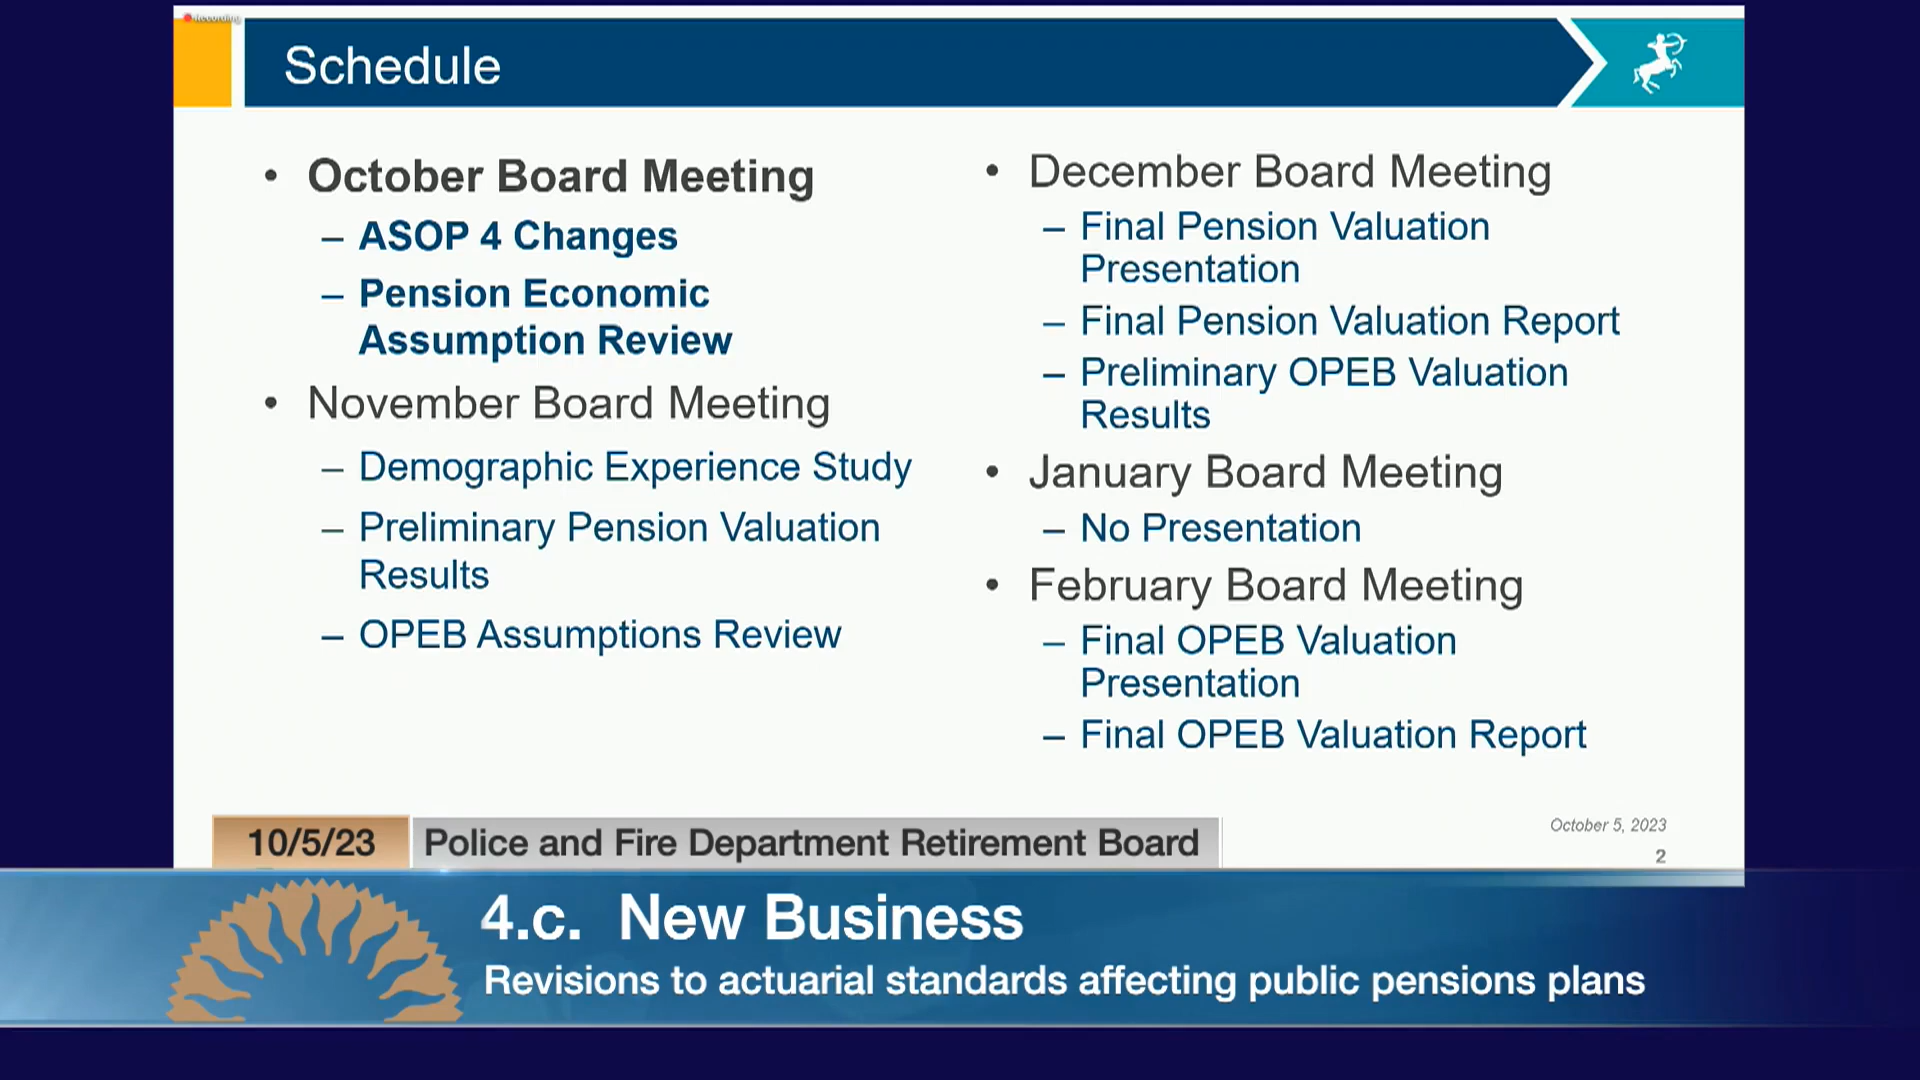 Recording
Schedule
• October Board Meeting
– ASOP 4 Changes
– Pension Economic
Assumption Review
• November Board Meeting
– Demographic Experience Study
– Preliminary Pension Valuation
Results
– OPEB Assumptions Review
• December Board Meeting
– Final Pension Valuation
Presentation
– Final Pension Valuation Report
– Preliminary OPEB Valuation
Results
• January Board Meeting
– No Presentation
• February Board Meeting
– Final OPEB Valuation
Presentation
– Final OPEB Valuation Report
October 5, 2023
2
10/5/23 Police and Fire Department Retirement Board
4.c. New Business
Revisions to actuarial standards affecting public pensions plans